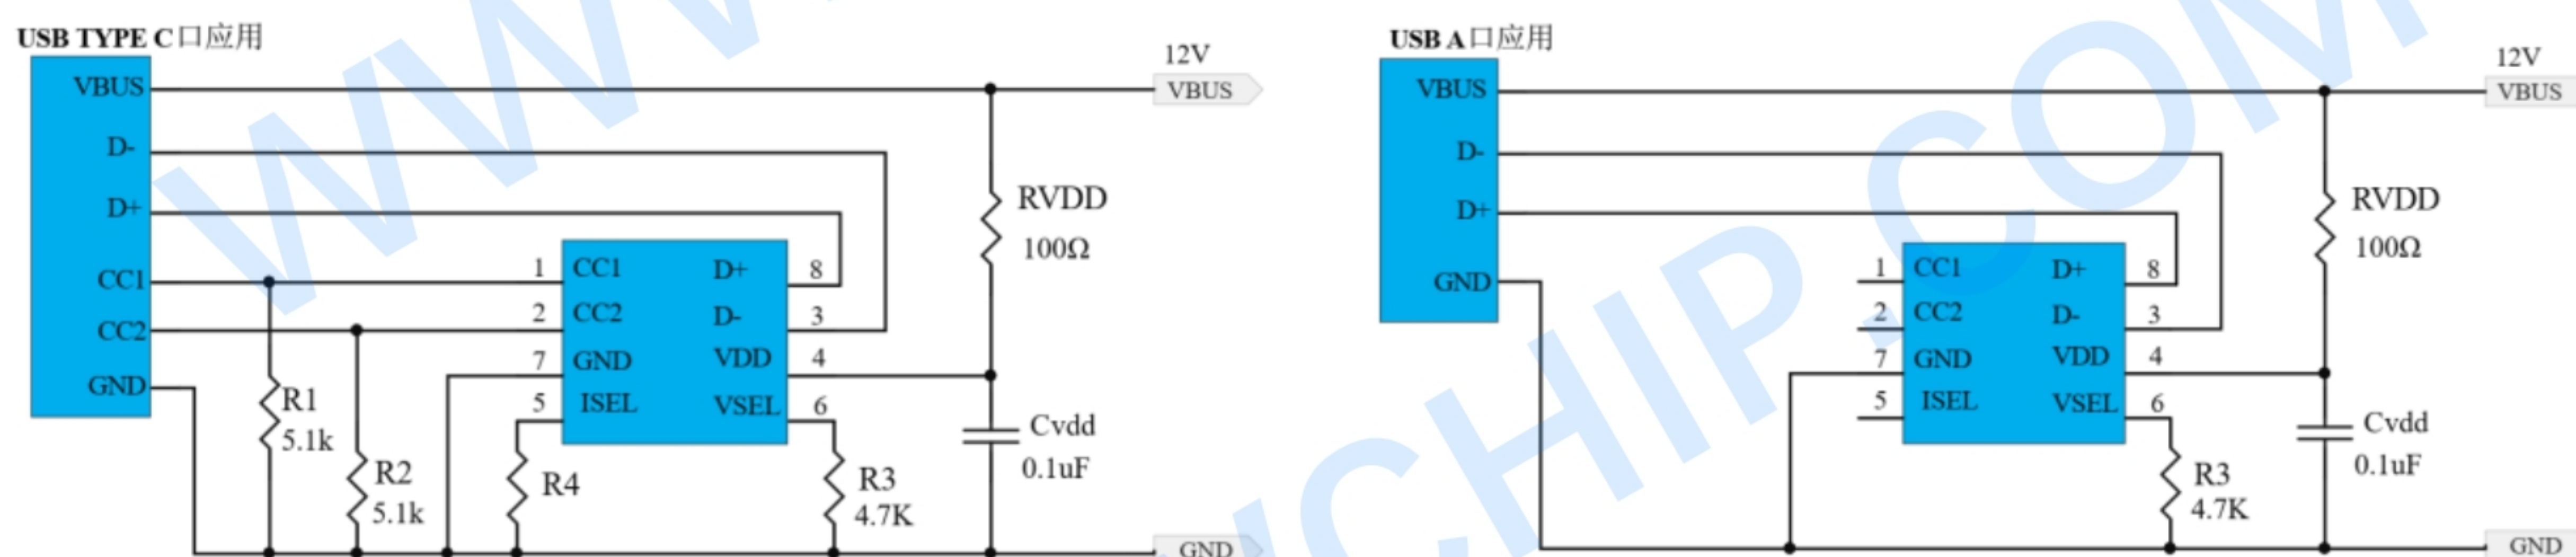 USB TYPE C口应用
12V
VBUS
VBUS
D-
D+
RVDD
100Ω
CC1
CC2
GND
1
2
7
5
CC1
CC2
GND
ISEL
D+
D-
VDD
VSEL
8
3
4
6
R1
5.1k
R2
5.1k
R4
R3
4.7K
Cvdd
0.1uF
GND
USB A口应用
12V
VBUS
VBUS
D-
D+
GND
RVDD
100Ω
1
2
7
5
CC1
CC2
GND
ISEL
D+
D-
VDD
VSEL
8
3
4
6
R3
4.7K
Cvdd
0.1uF
GND